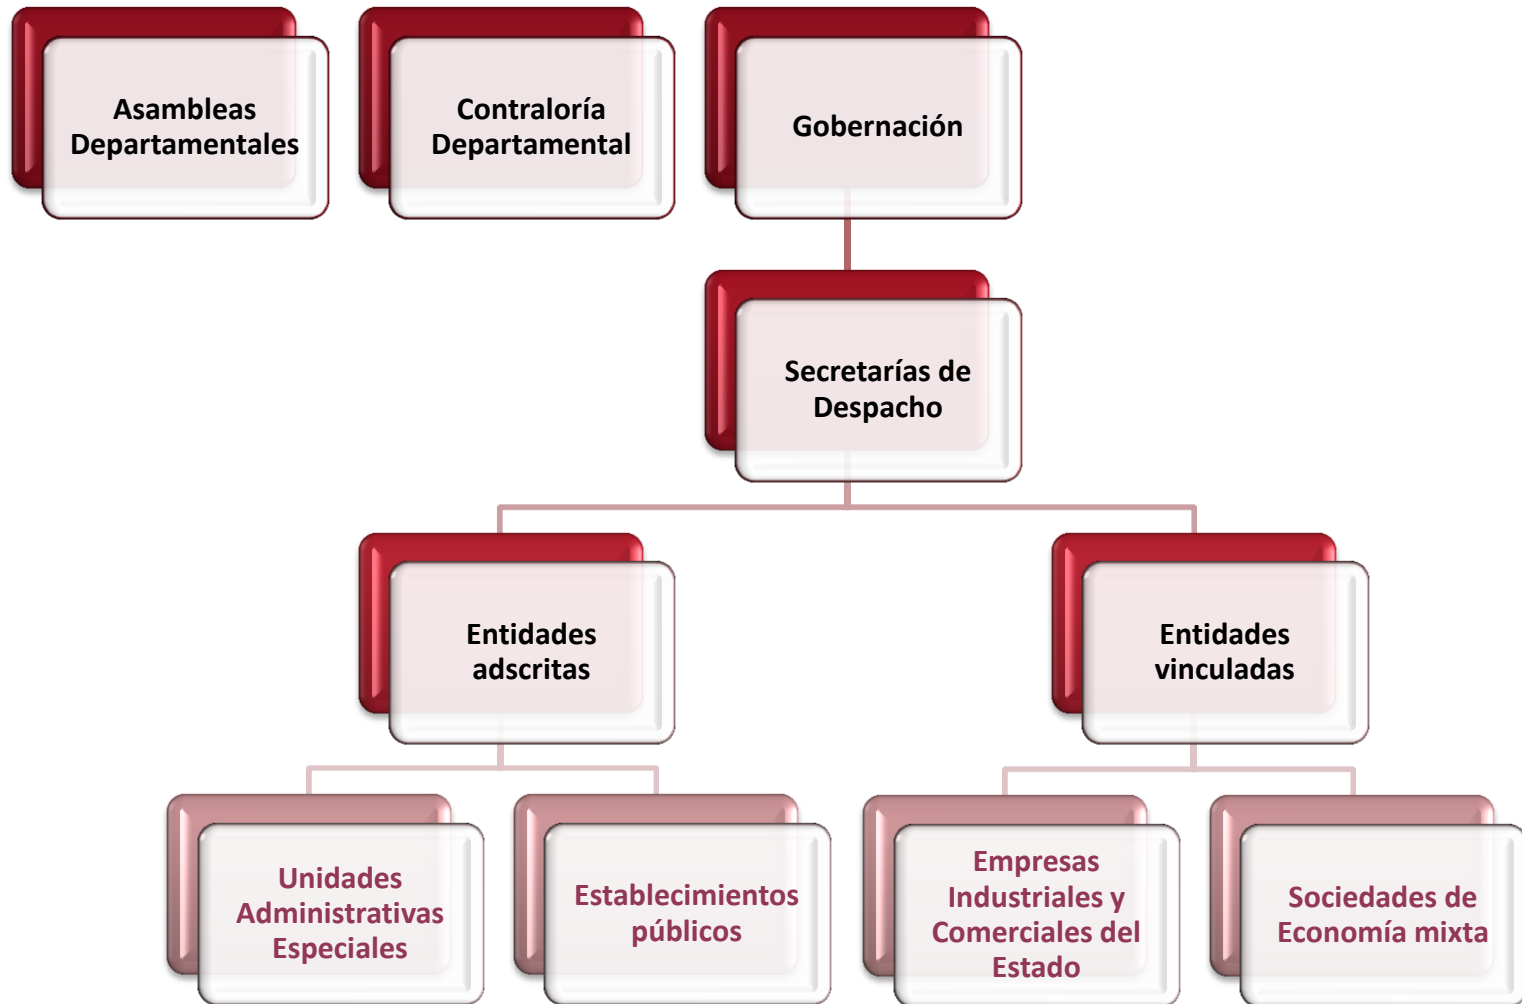 Asambleas
Departamentales
Contraloría
Departamental
Gobernación
Secretarías de
Despacho
Entidades
adscritas
Entidades
vinculadas
Unidades
Administrativas
Especiales
Establecimientos
públicos
Empresas
Industriales y
Comerciales del
Estado
Sociedades de
Economía mixta